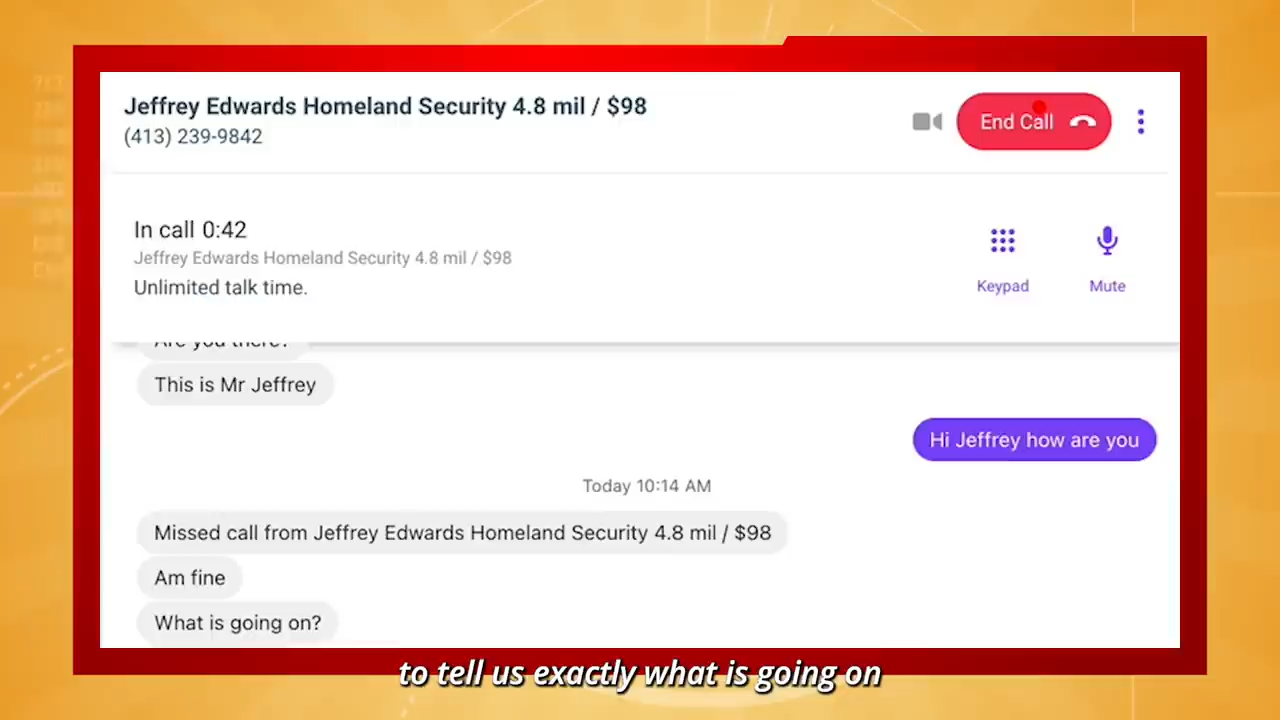 Jeffrey Edwards Homeland Security 4.8 mil / $98
(413) 239-9842
End Call
In call 0:42
Jeffrey Edwards Homeland Security 4.8 mil / $98
Unlimited talk time.
Keypad
Mute
Are you there?
This is Mr Jeffrey
Hi Jeffrey how are you
Today 10:14 AM
Missed call from Jeffrey Edwards Homeland Security 4.8 mil / $98
Am fine
What is going on?
to tell us exactly what is going on